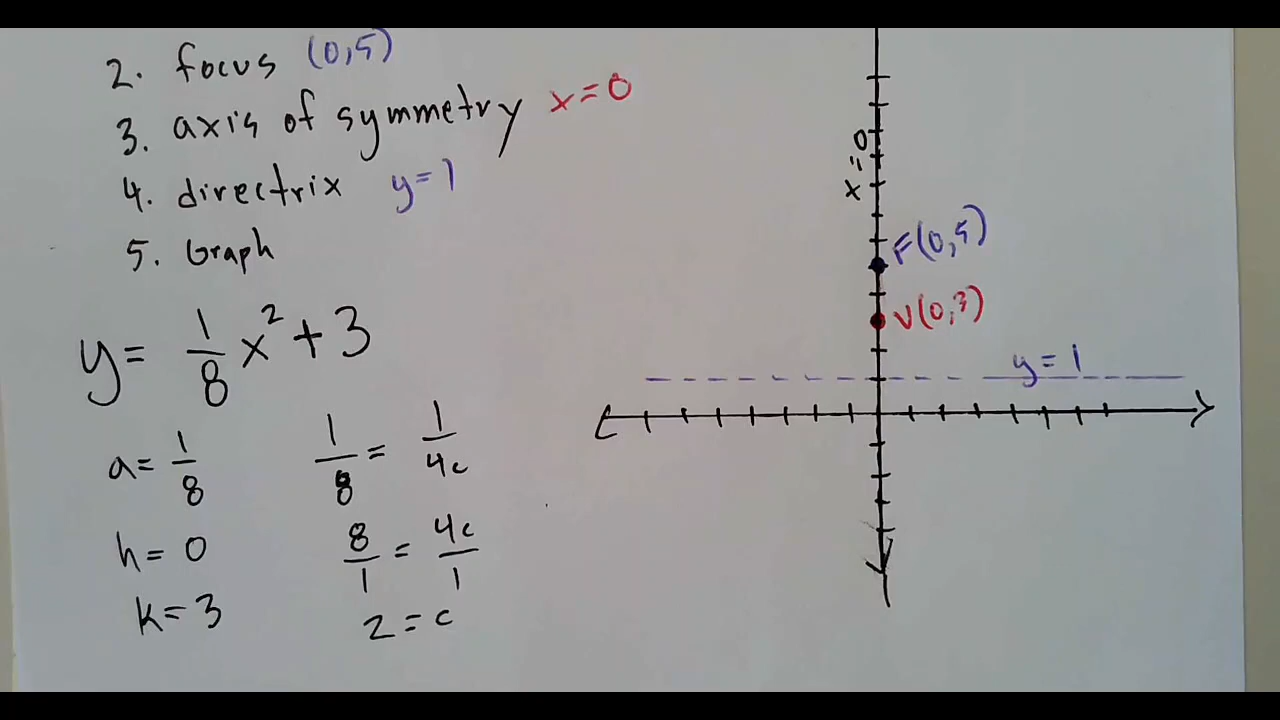 2. focus (0,5)
3. axis of symmetry x=0
4. directrix y=1
5. Graph
y= 1/8 x² + 3
a= 1/8
h= 0
k= 3
1/8 = 1/4c
8/1 = 4c/1
2=c
x=0
F(0,5)
V(0,3)
y=1